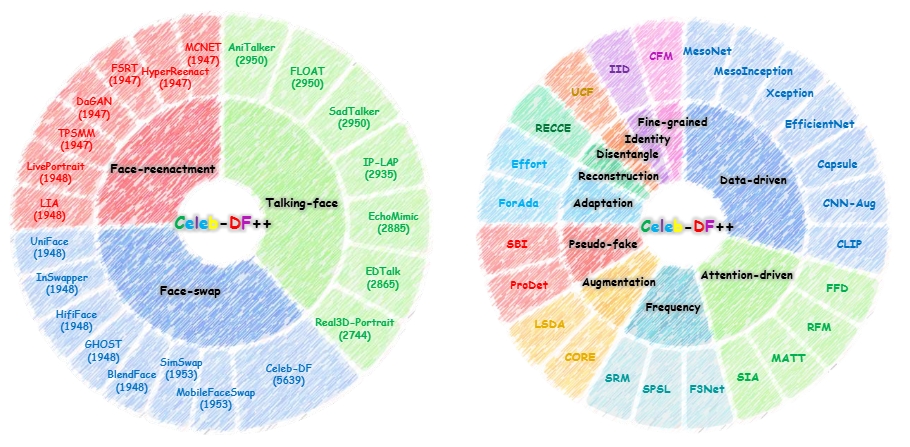 MCNET
(1947)
HyperReenact
(1947)
FSRT
(1947)
DaGAN
(1947)
TPSMM
(1947)
LivePortrait
(1948)
LIA
(1948)
Face-reenactment
AniTalker
(2950)
FLOAT
(2950)
SadTalker
(2950)
IP-LAP
(2935)
EchoMimic
(2885)
EDTalk
(2865)
Real3D-Portrait
(2744)
Talking-face
Celeb-DF++
UniFace
(1948)
InSwapper
(1948)
HifiFace
(1948)
GHOST
(1948)
BlendFace
(1948)
SimSwap
(1953)
MobileFaceSwap
(1953)
Celeb-DF
(5639)
Face-swap
MesoNet
MesoInception
Xception
EfficientNet
Capsule
CNN-Aug
CLIP
Data-driven
FFD
RFM
MATT
SIA
Attention-driven
F3Net
SPSL
SRM
Frequency
CORE
LSDA
Augmentation
ProDet
SBI
Pseudo-fake
ForAda
Effort
Adaptation
RECCE
Reconstruction
UCF
Disentangle
IID
Identity
CFM
Fine-grained
Celeb-DF++